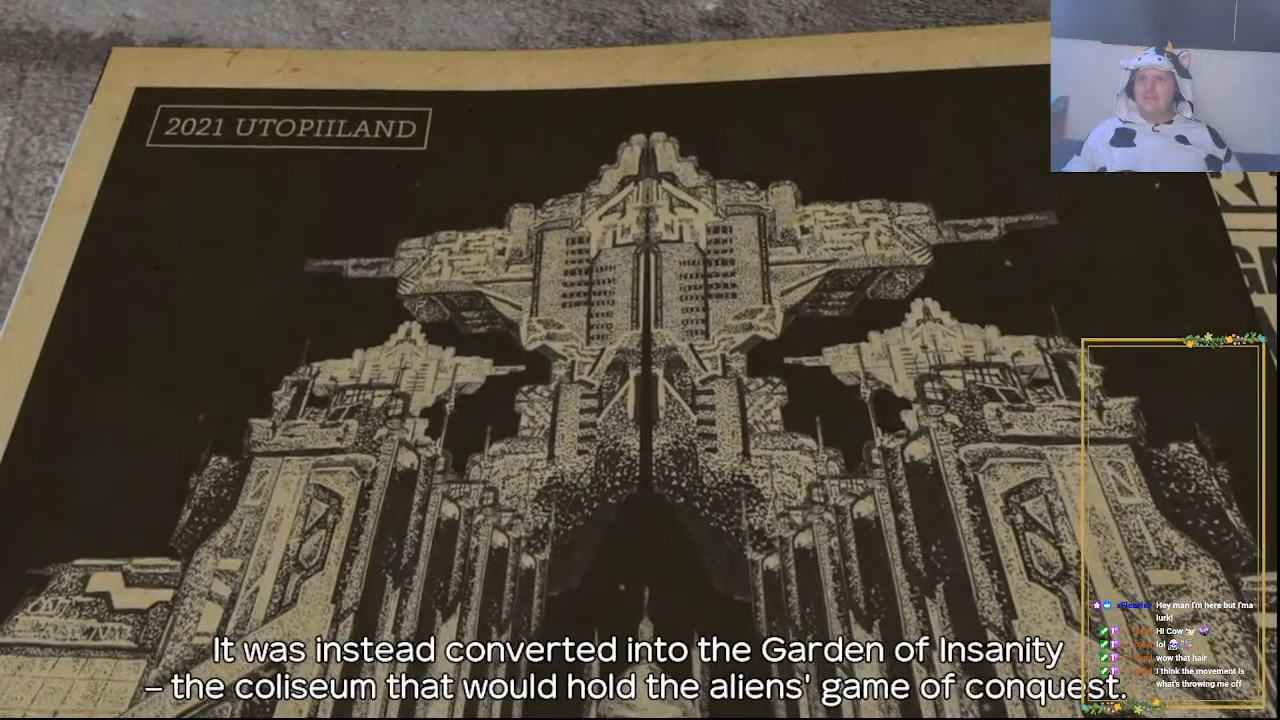 2021 UTOPIILAND
Hey man I'm here but I'ma
lurk!
Hi Cow
lol
wow that hair
I think the movement is
what's throwing me off
It was instead converted into the Garden of Insanity
– the coliseum that would hold the aliens' game of conquest.